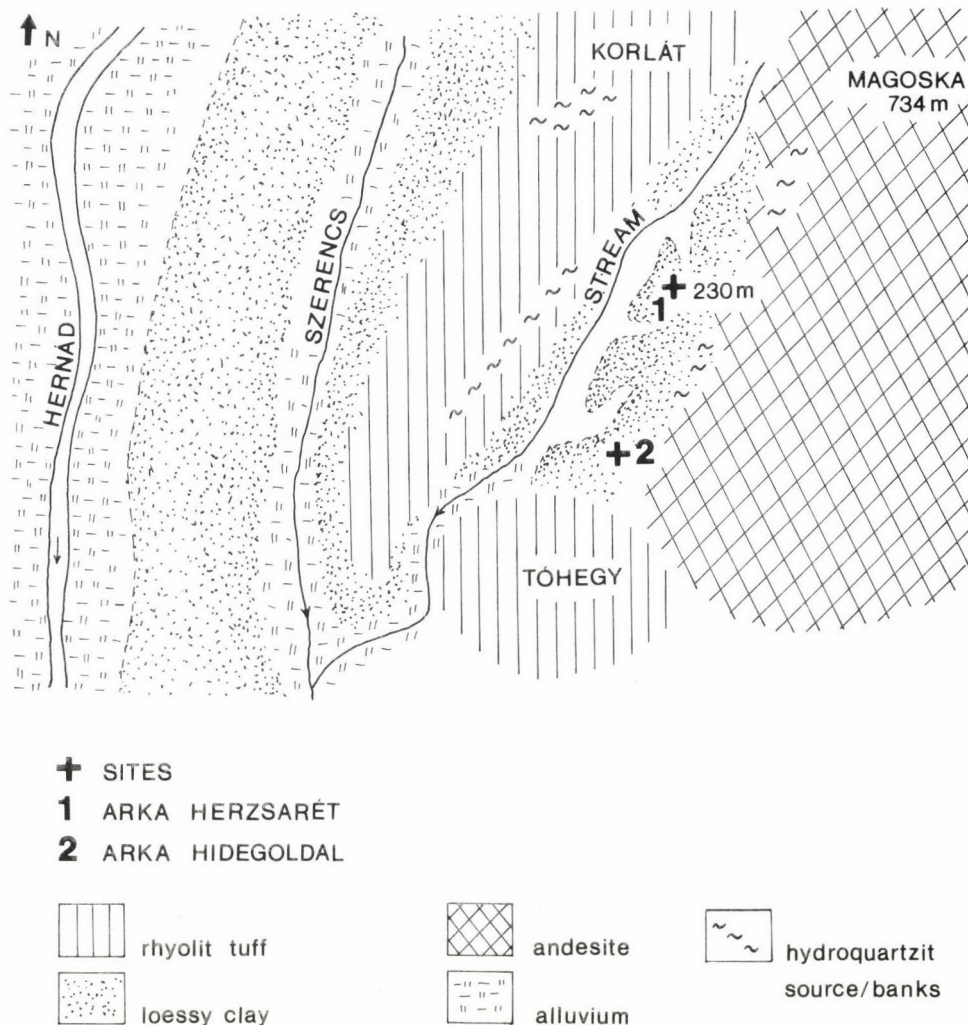 N
KORLÁT
MAGOSKA
734 m
HERNÁD
SZERENCS
STREAM
1
230 m
2
TÓHEGY
SITES
1 ARKA HERZSARÉT
2 ARKA HIDEGOLDAL
rhyolit tuff
andesite
hydroquartzit
source/banks
loessy clay
alluvium